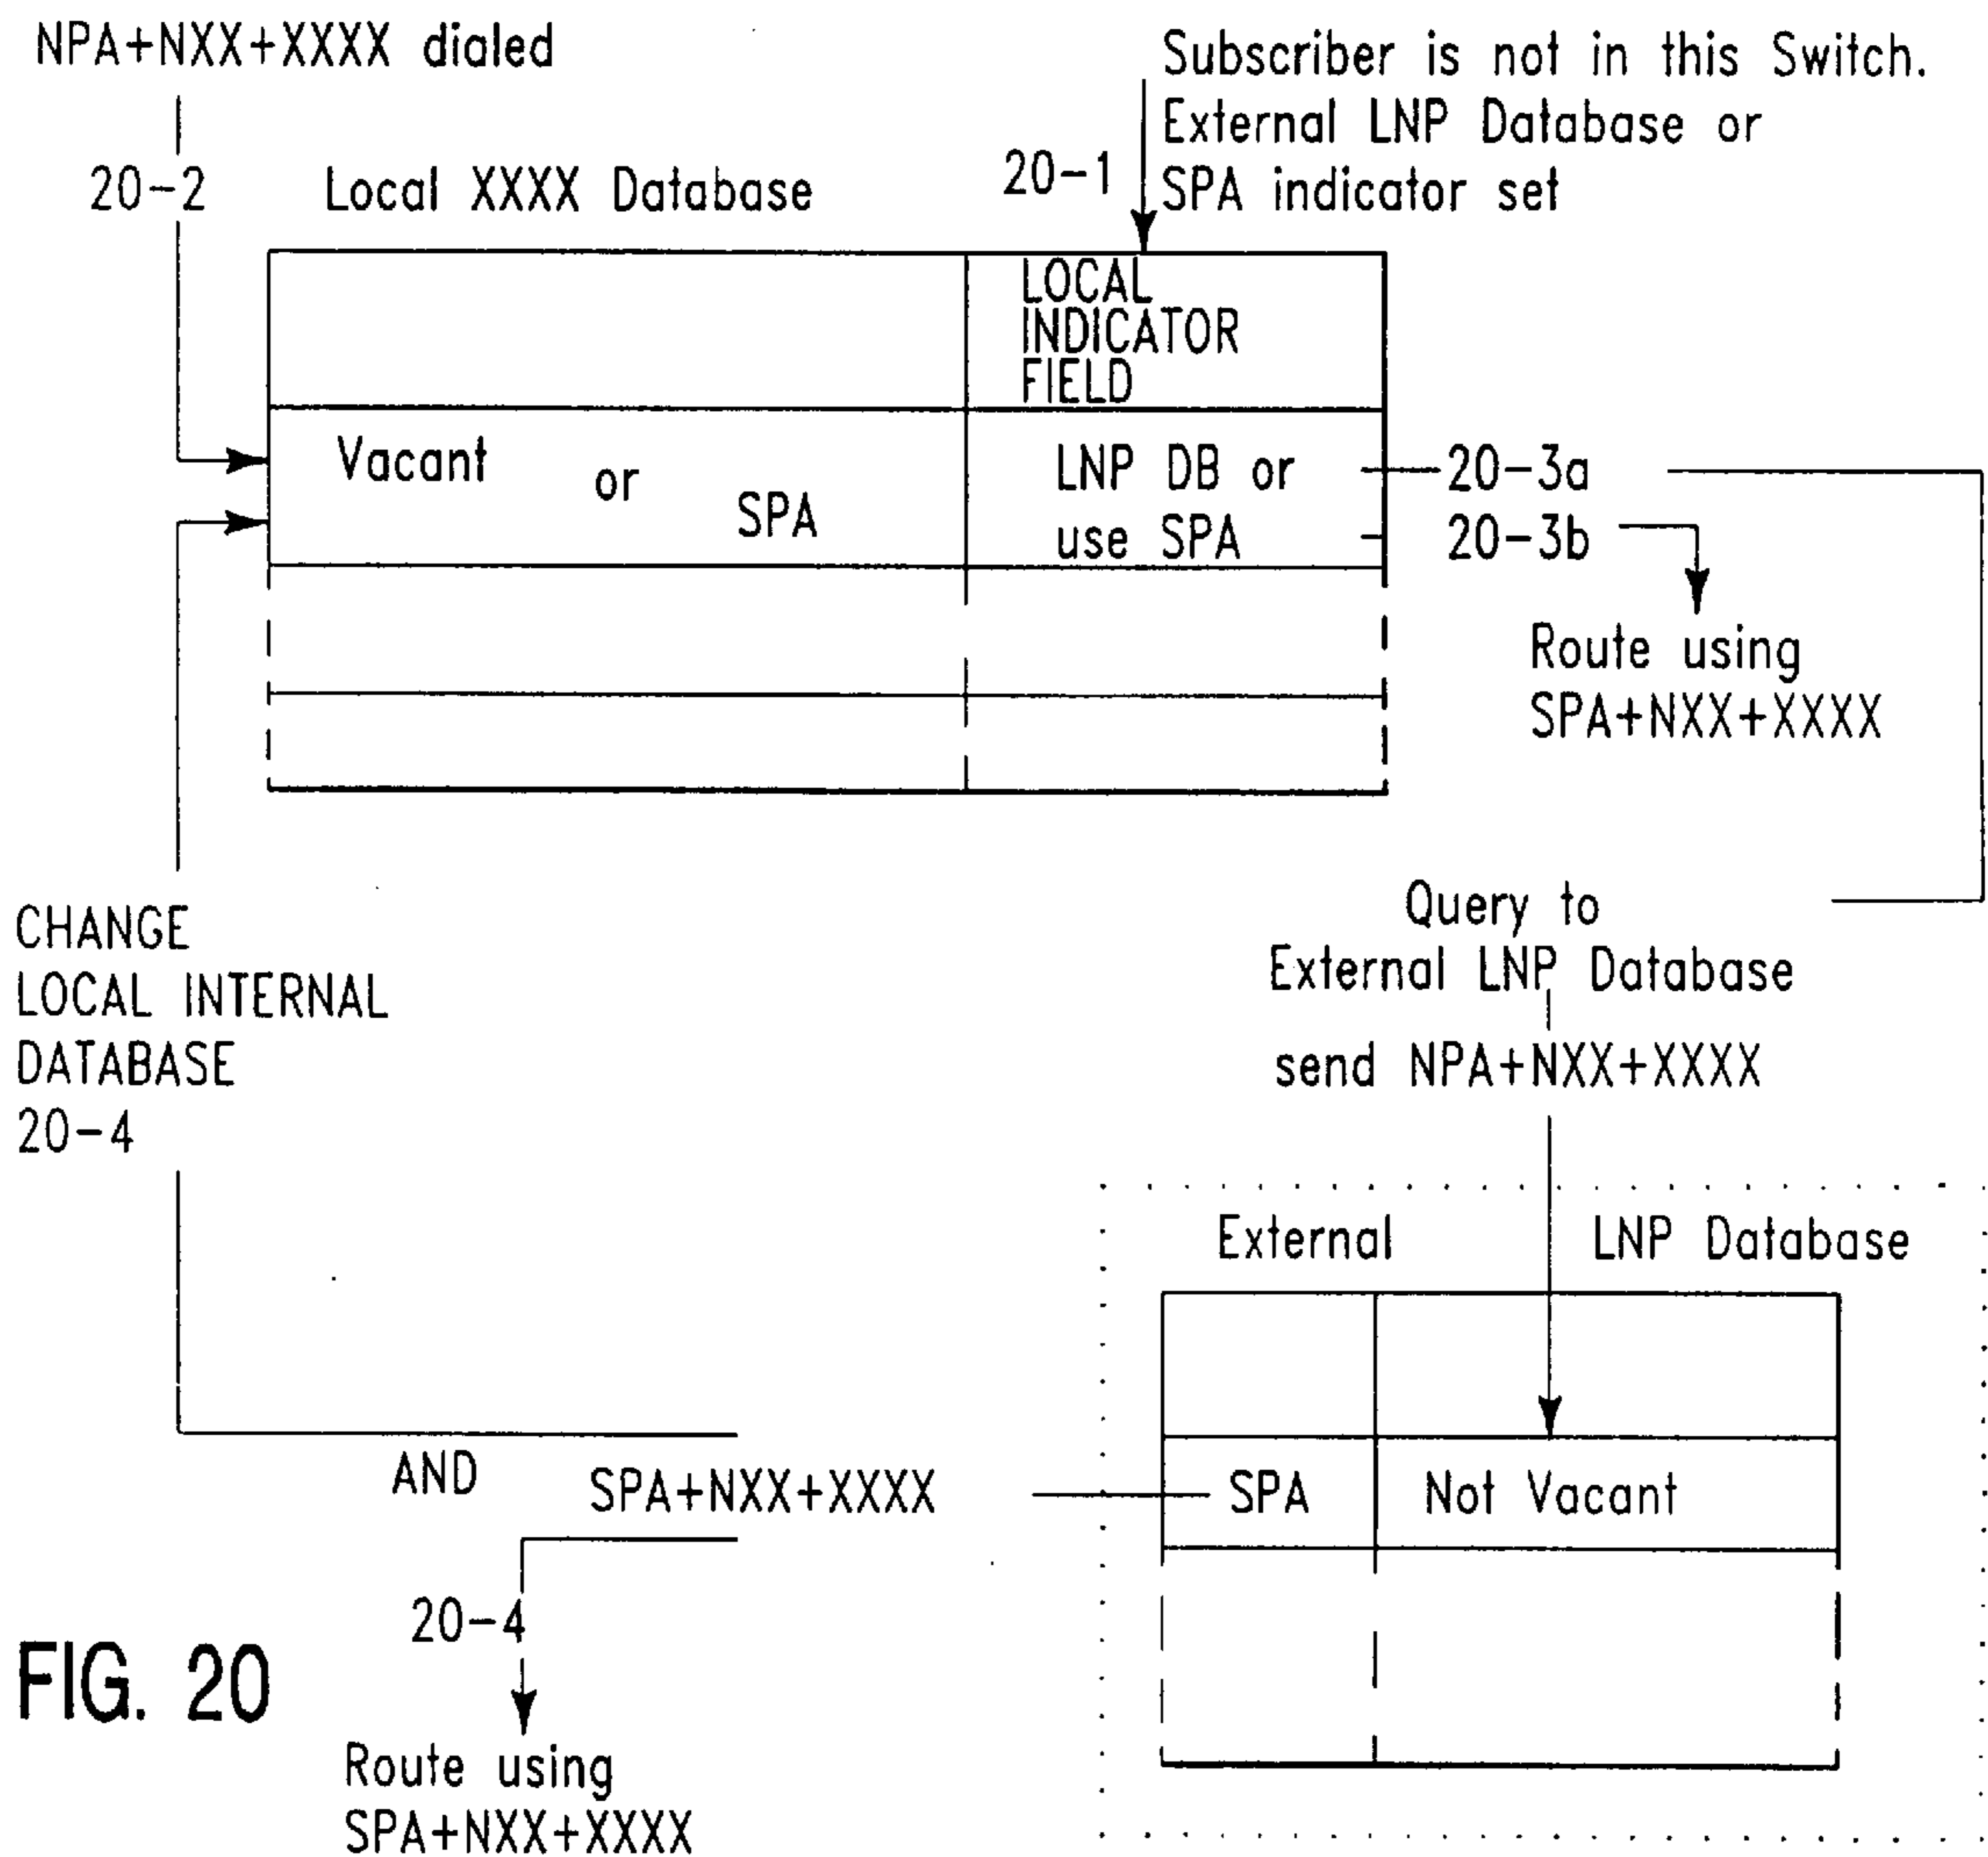 NPA+NXX+XXXX dialed
Subscriber is not in this Switch.
External LNP Database or
SPA indicator set
20-1
20-2
Local XXXX Database
LOCAL
INDICATOR
FIELD
Vacant or SPA
LNP DB or
use SPA
20-3a
20-3b
Route using
SPA+NXX+XXXX
CHANGE
LOCAL INTERNAL
DATABASE
20-4
Query to
External LNP Database
send NPA+NXX+XXXX
External LNP Database
SPA Not Vacant
AND
SPA+NXX+XXXX
20-4
Route using
SPA+NXX+XXXX
FIG. 20